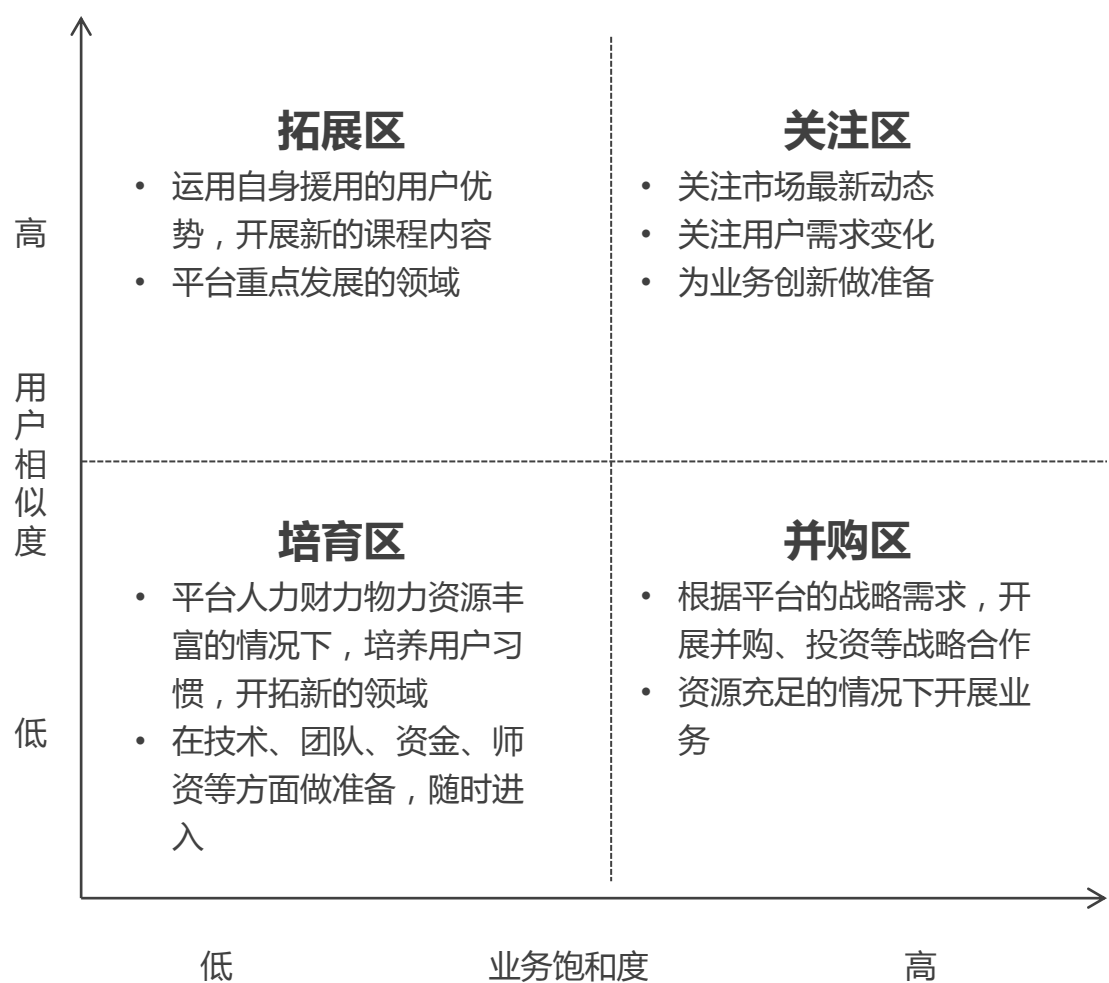 拓展区
• 运用自身援用的用户优
势，开展新的课程内容
• 平台重点发展的领域
关注区
• 关注市场最新动态
• 关注用户需求变化
• 为业务创新做准备
高
用户相似度
低
培育区
• 平台人力财力物力资源丰
富的情况下，培养用户习
惯，开拓新的领域
• 在技术、团队、资金、师
资等方面做准备，随时进
入
并购区
• 根据平台的战略需求，开
展并购、投资等战略合作
• 资源充足的情况下开展业
务
低
业务饱和度
高